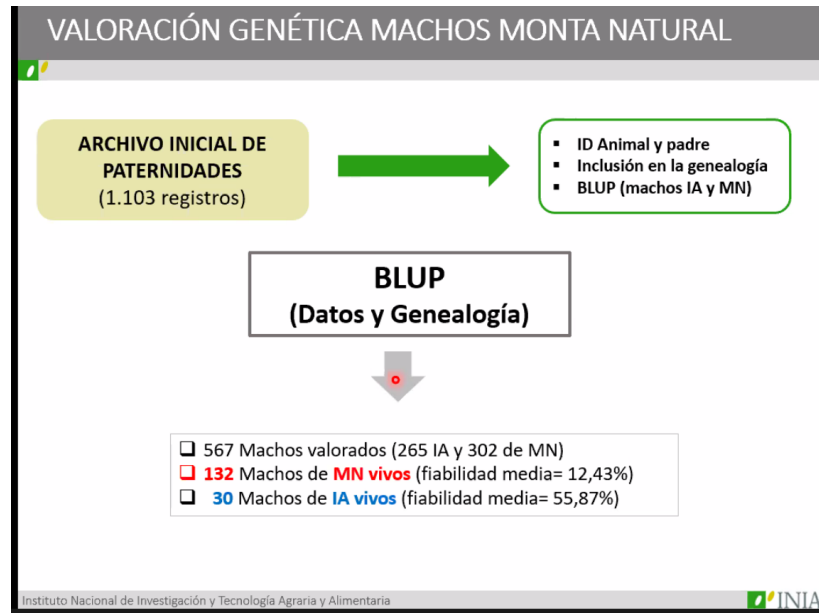 VALORACIÓN GENÉTICA MACHOS MONTA NATURAL
ARCHIVO INICIAL DE
PATERNIDADES
(1.103 registros)
ID Animal y padre
Inclusión en la genealogía
BLUP (machos IA y MN)
BLUP
(Datos y Genealogía)
567 Machos valorados (265 IA y 302 de MN)
132 Machos de MN vivos (fiabilidad media= 12,43%)
30 Machos de IA vivos (fiabilidad media= 55,87%)
Instituto Nacional de Investigación y Tecnología Agraria y Alimentaria
INIA